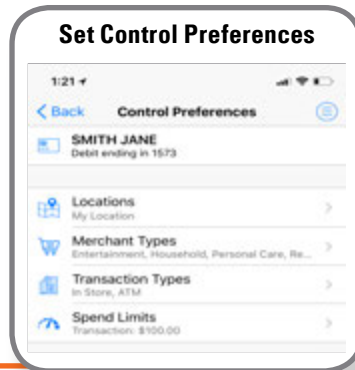 Set Control Preferences
1:21
Back Control Preferences
SMITH JANE
Debit ending in 1573
Locations
My Location
Merchant Types
Entertainment, Household, Personal Care, Re...
Transaction Types
In Store, ATM
Spend Limits
Transaction: $100.00